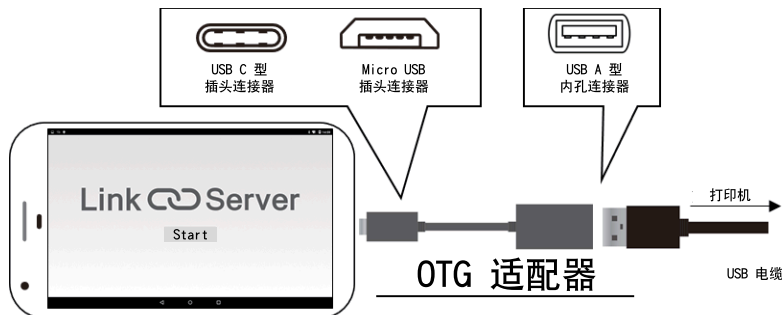 USB C 型
插头连接器
Micro USB
插头连接器
USB A 型
内孔连接器
Link Server
Start
打印机
OTG 适配器
USB 电缆